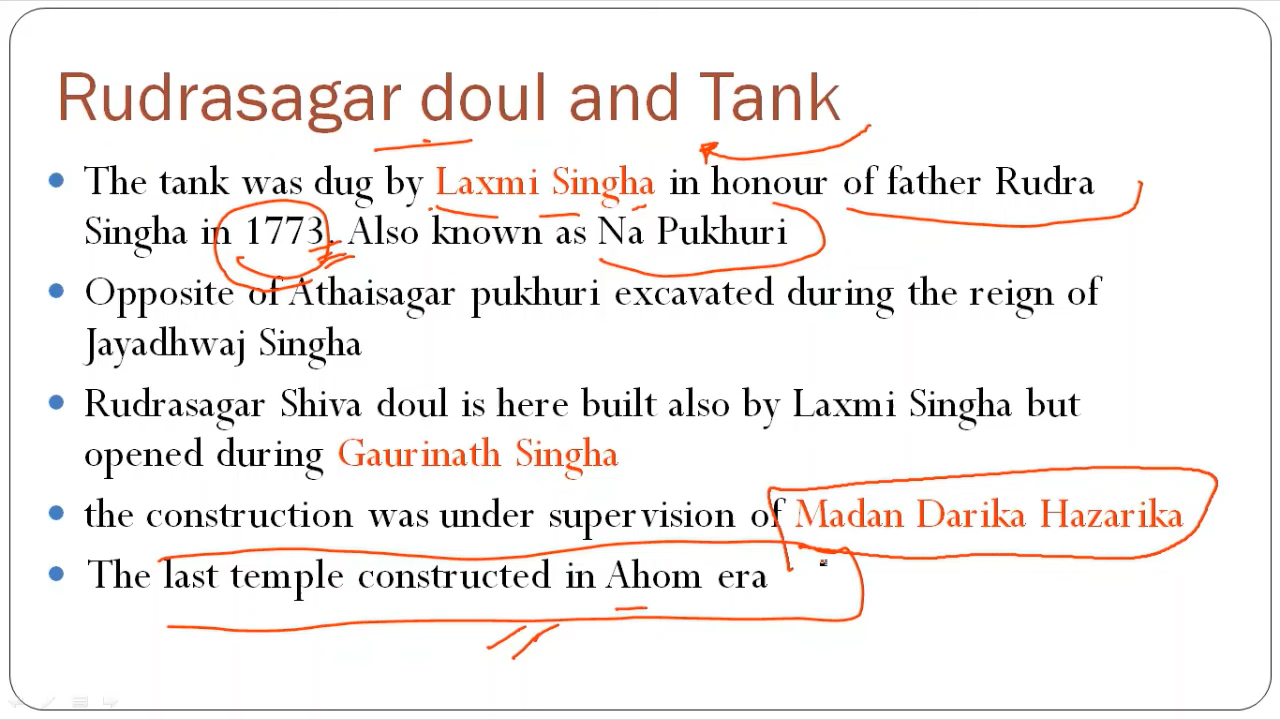 Rudrasagar doul and Tank
The tank was dug by Laxmi Singha in honour of father Rudra
Singha in 1773. Also known as Na Pukhuri
Opposite of Athaisagar pukhuri excavated during the reign of
Jayadhwaj Singha
Rudrasagar Shiva doul is here built also by Laxmi Singha but
opened during Gaurinath Singha
the construction was under supervision of Madan Darika Hazarika
The last temple constructed in Ahom era